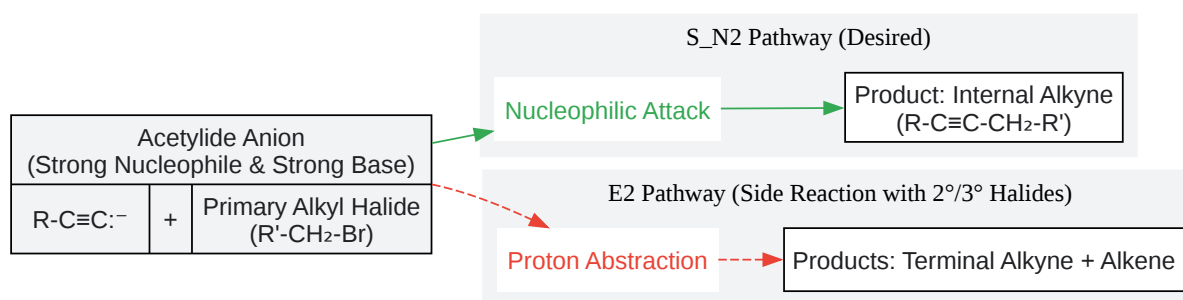 S_N2 Pathway (Desired)
Nucleophilic Attack
Product: Internal Alkyne
(R-C≡C-CH₂-R')
Acetylide Anion
(Strong Nucleophile & Strong Base)
R-C≡C:⁻
+
Primary Alkyl Halide
(R'-CH₂-Br)
E2 Pathway (Side Reaction with 2°/3° Halides)
Proton Abstraction
Products: Terminal Alkyne + Alkene